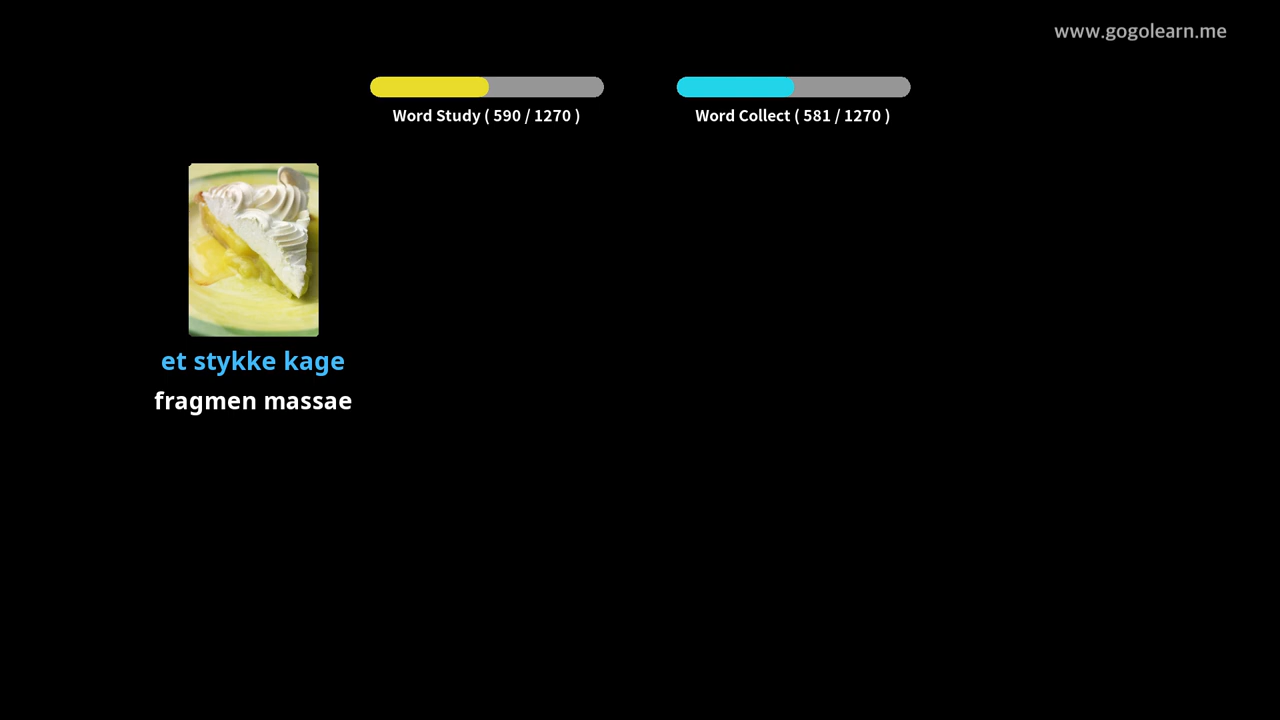 www.gogolearn.me
Word Study ( 590 / 1270 )
Word Collect ( 581 / 1270 )
et stykke kage
fragmen massae